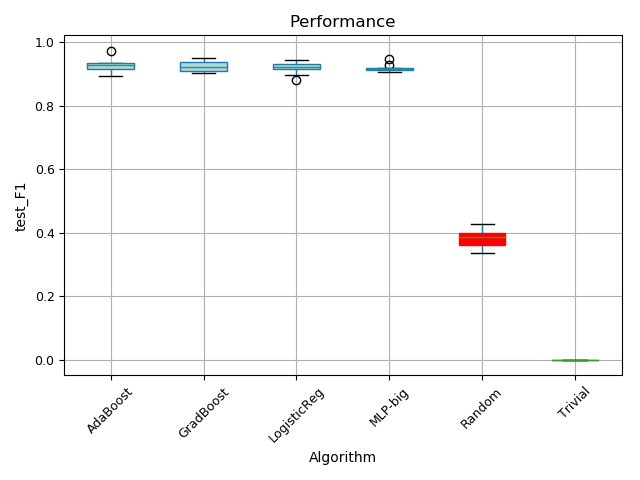 Performance
test_F1
1.0
0.8
0.6
0.4
0.2
0.0
AdaBoost
GradBoost
LogisticReg
MLP-big
Random
Trivial
Algorithm